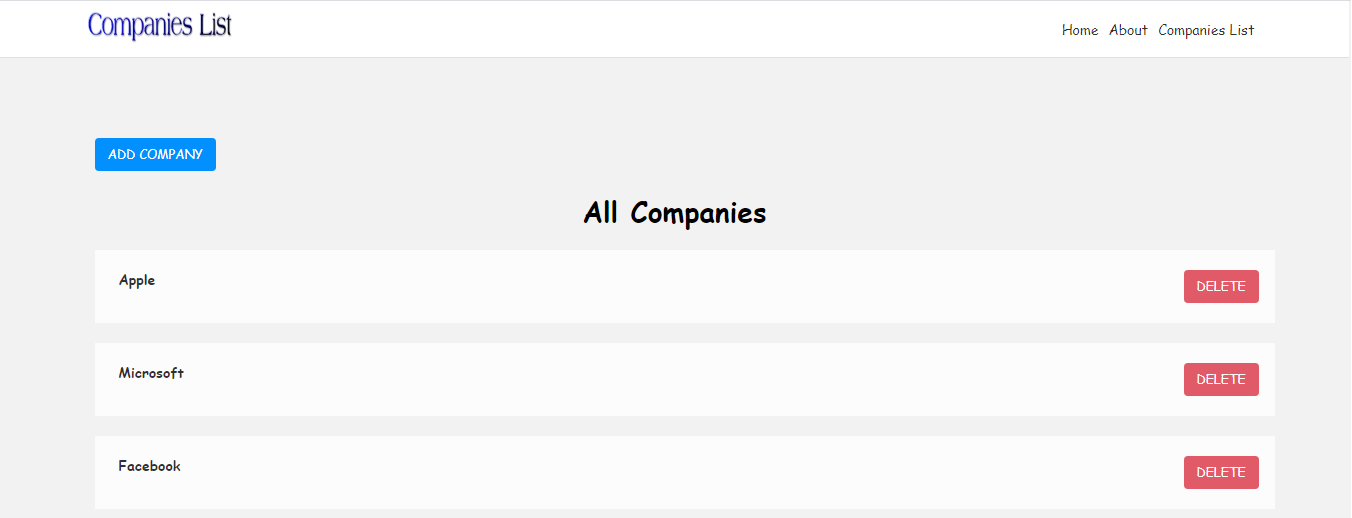 Companies List
Home About Companies List
ADD COMPANY
All Companies
Apple
DELETE
Microsoft
DELETE
Facebook
DELETE